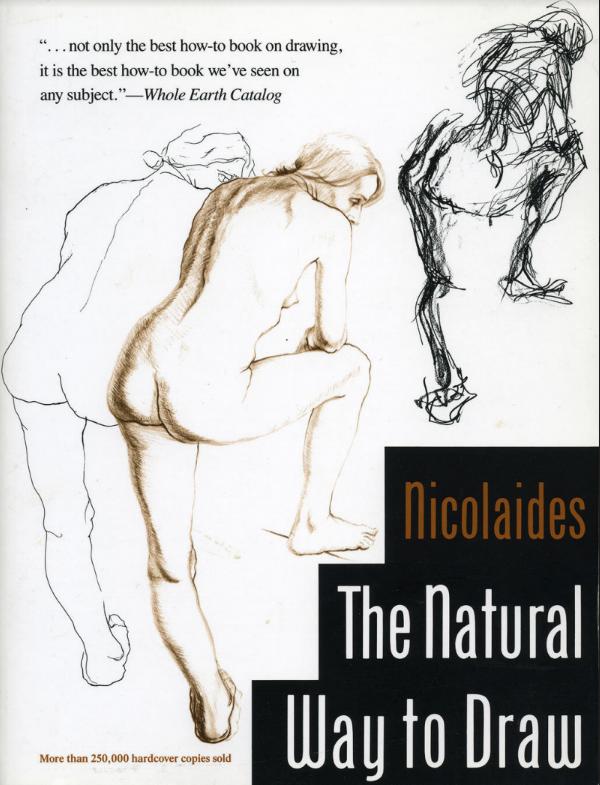 “. . . not only the best how-to book on drawing,
it is the best how-to book we’ve seen on
any subject.”—Whole Earth Catalog
Nicolaides
The Natural
Way to Draw
More than 250,000 hardcover copies sold